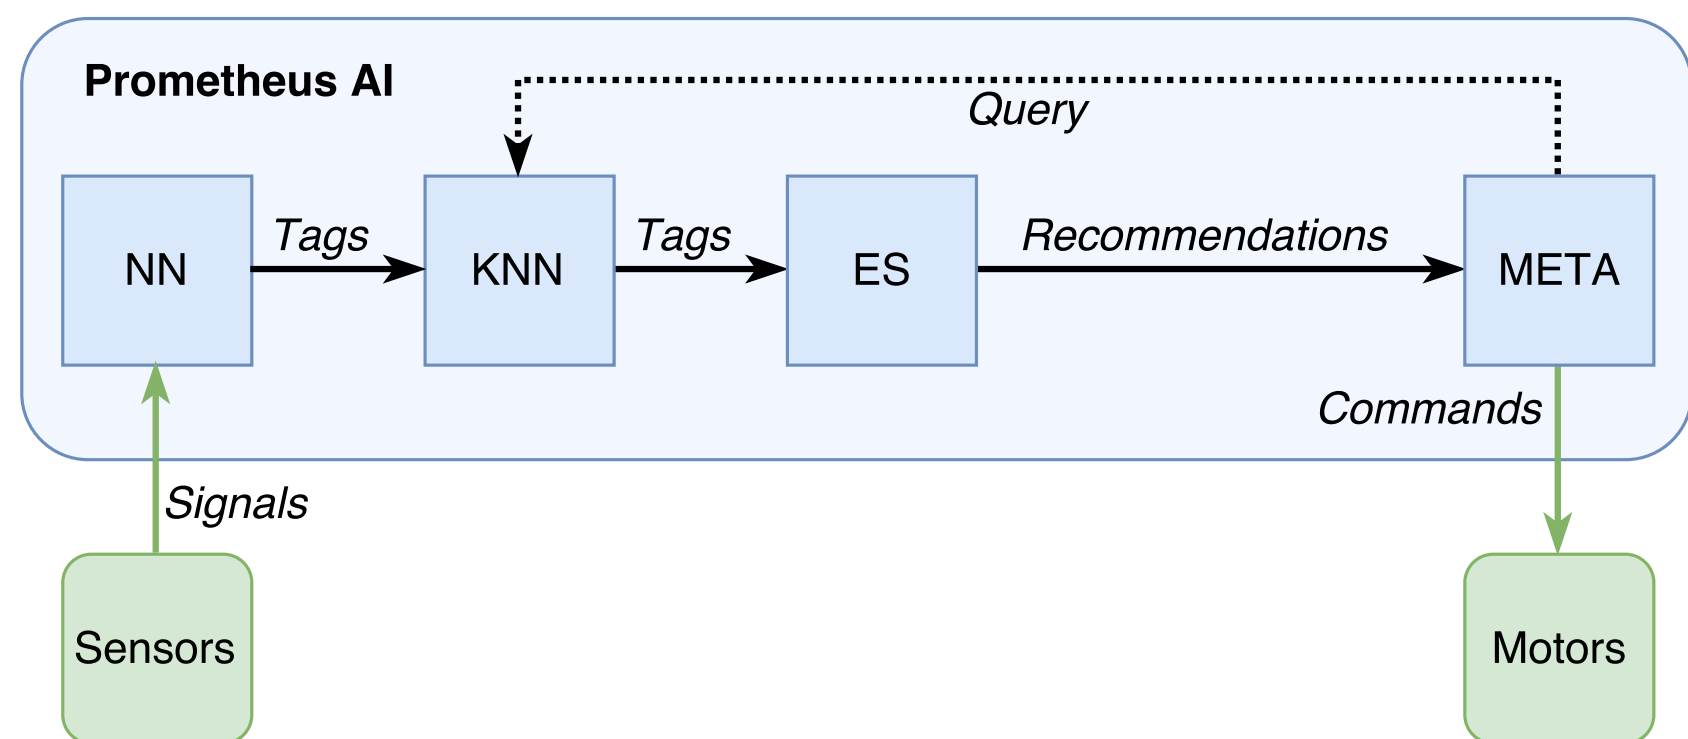 Prometheus AI
Query
NN
Tags
KNN
Tags
ES
Recommendations
META
Commands
Signals
Sensors
Motors